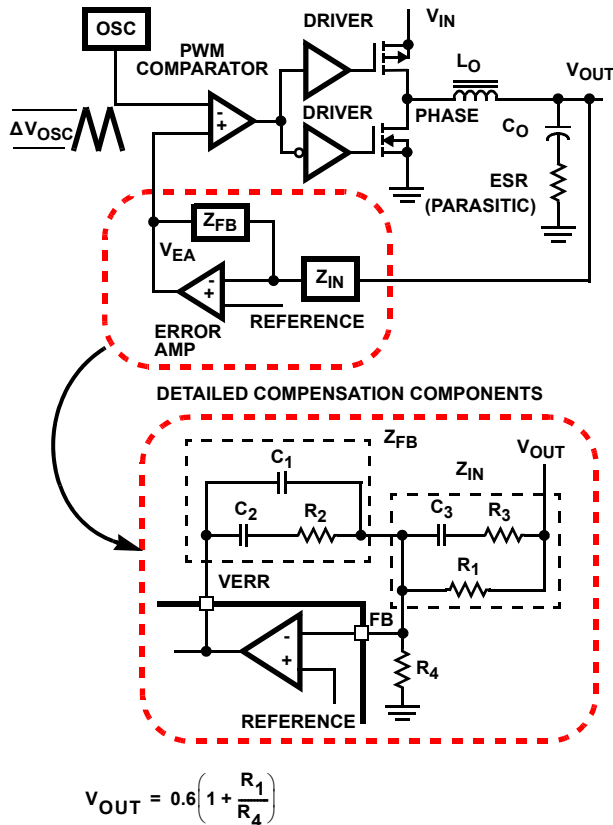 OSC
PWM
COMPARATOR
DRIVER
VIN
LO
VOUT
ΔVOSC
-
+
DRIVER
PHASE
CO
ESR
(PARASITIC)
ZFB
VEA
-
+
ZIN
REFERENCE
ERROR
AMP
DETAILED COMPENSATION COMPONENTS
ZFB
VOUT
C1
ZIN
C2
R2
C3
R3
R1
VERR
FB
-
+
R4
REFERENCE
VOUT = 0.6(1 + R1/R4)